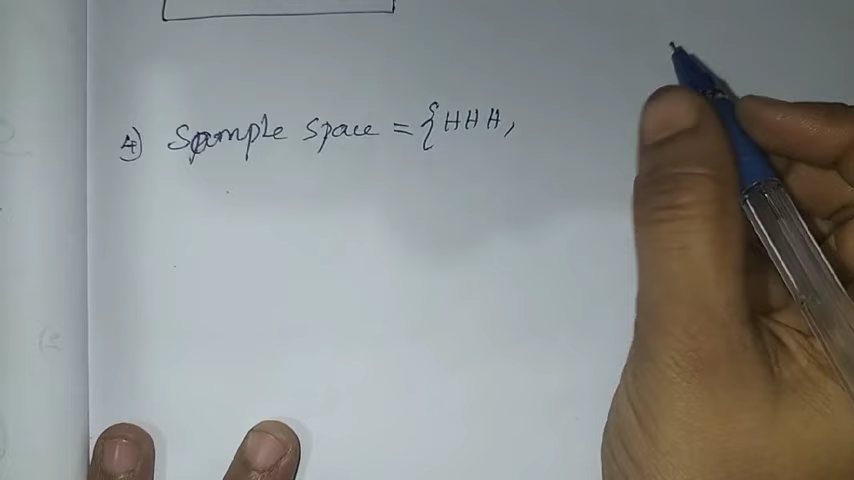 4) Sample space = {HHH,